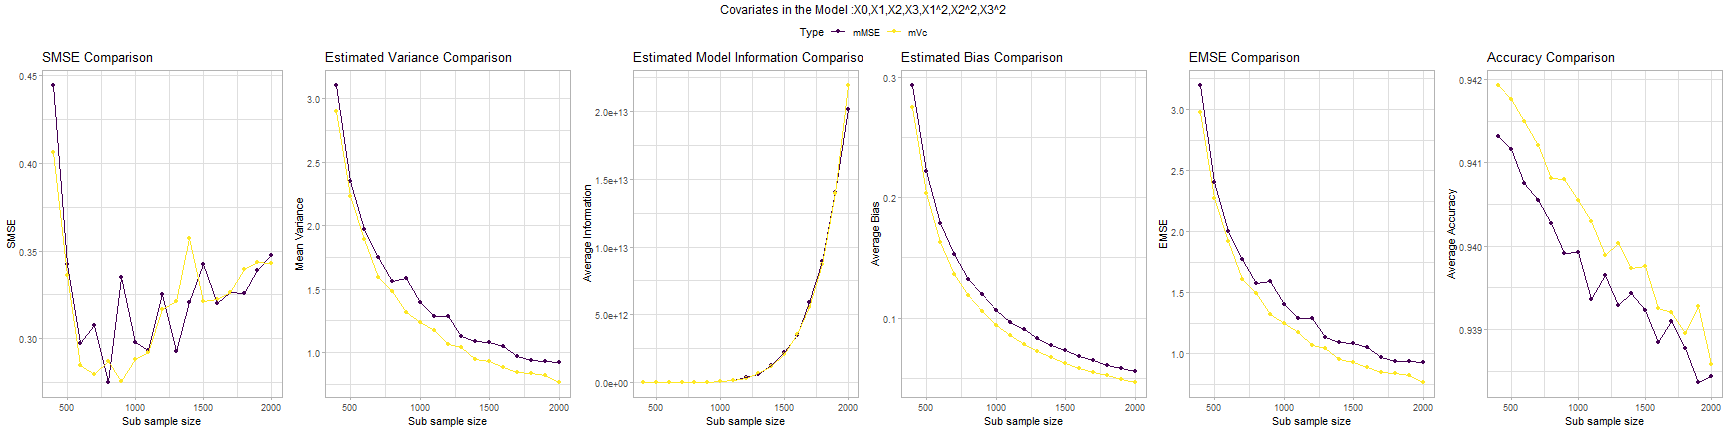 Covariates in the Model :X0,X1,X2,X3,X1^2,X2^2,X3^2
Type mMSE mVc
SMSE Comparison
SMSE
0.45
0.40
0.35
0.30
500 1000 1500 2000
Sub sample size
Estimated Variance Comparison
Mean Variance
3.0
2.5
2.0
1.5
1.0
500 1000 1500 2000
Sub sample size
Estimated Model Information Compariso
Average Information
2.0e+13
1.5e+13
1.0e+13
5.0e+12
0.0e+00
500 1000 1500 2000
Sub sample size
Estimated Bias Comparison
Average Bias
0.3
0.2
0.1
500 1000 1500 2000
Sub sample size
EMSE Comparison
EMSE
3.0
2.5
2.0
1.5
1.0
500 1000 1500 2000
Sub sample size
Accuracy Comparison
Average Accuracy
0.942
0.941
0.940
0.939
500 1000 1500 2000
Sub sample size